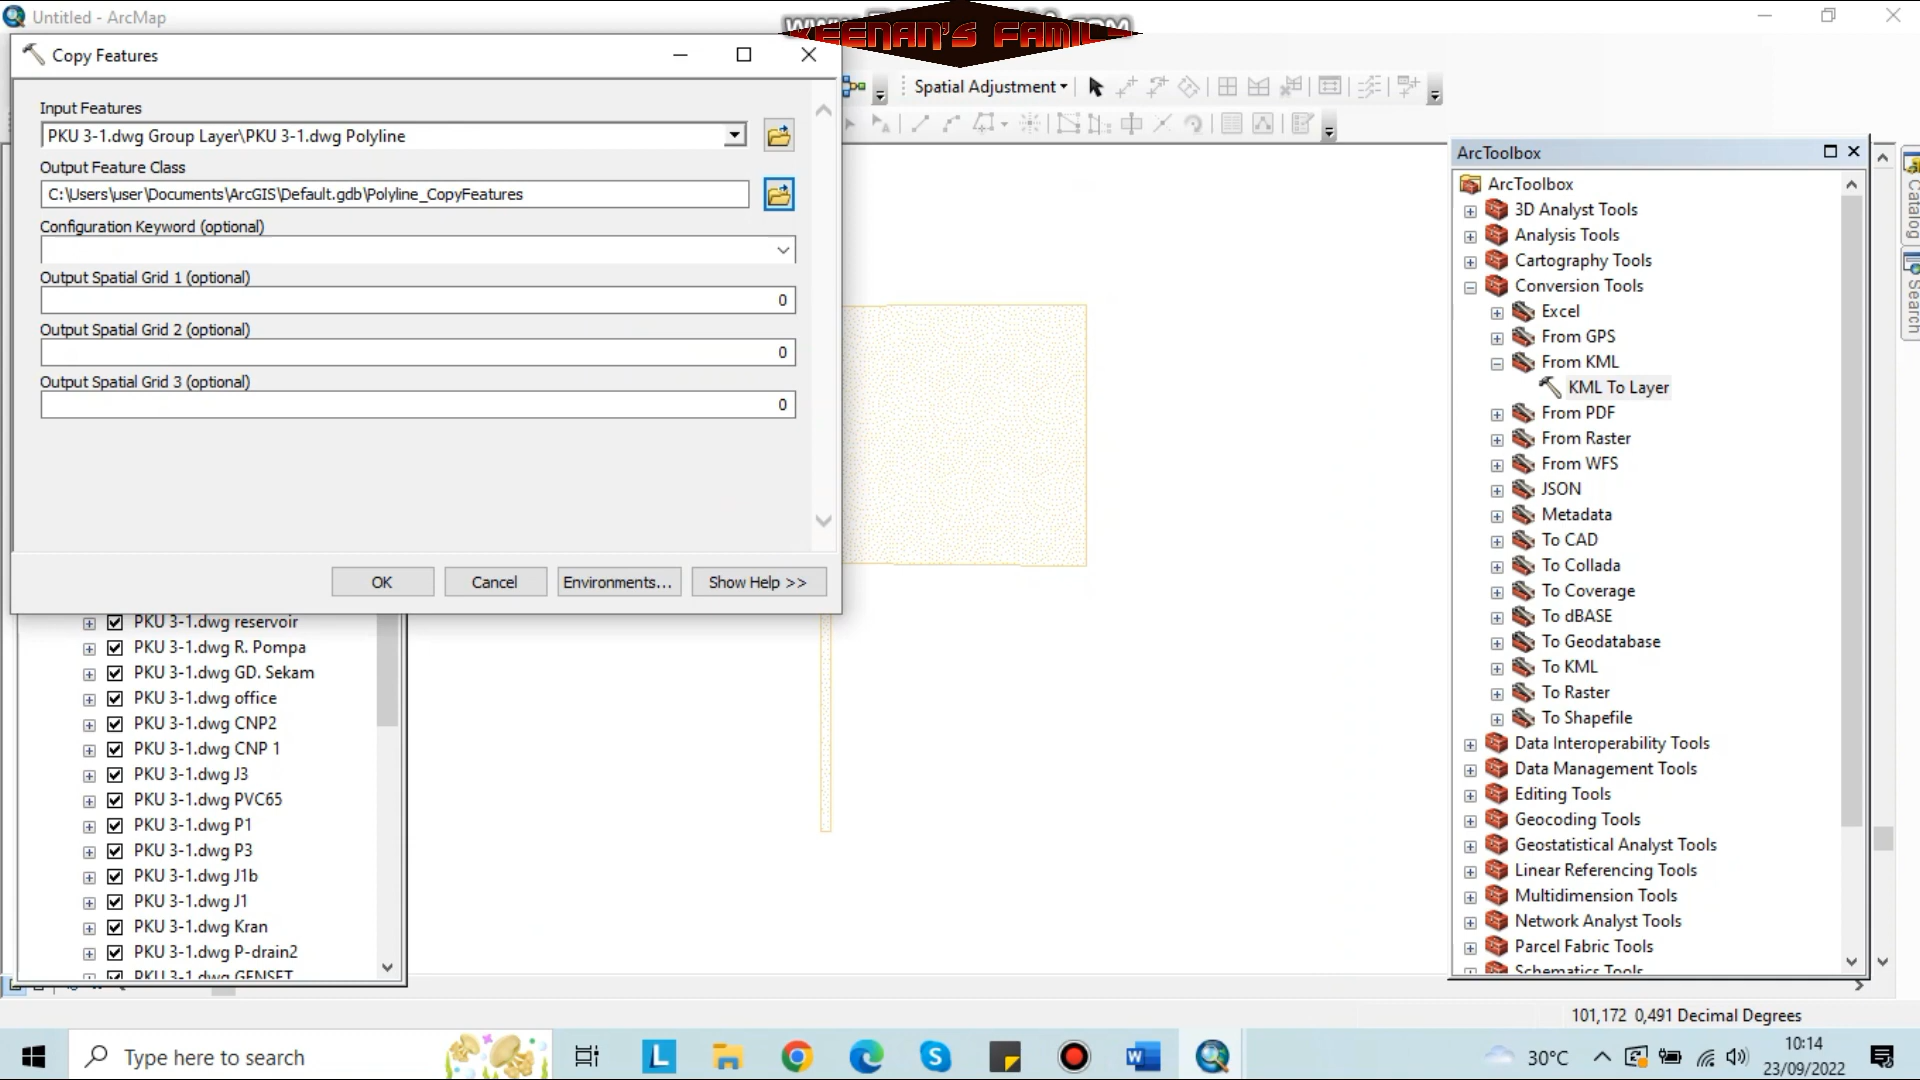 Untitled - ArcMap
KEENAN'S FAMIL
Copy Features
Spatial Adjustment
Input Features
PKU 3-1.dwg Group Layer\PKU 3-1.dwg Polyline
Output Feature Class
C:\Users\user\Documents\ArcGIS\Default.gdb\Polyline_CopyFeatures
Configuration Keyword (optional)
Output Spatial Grid 1 (optional)
0
Output Spatial Grid 2 (optional)
0
Output Spatial Grid 3 (optional)
0
OK
Cancel
Environments...
Show Help >>
PKU 3-1.dwg reservoir
PKU 3-1.dwg R. Pompa
PKU 3-1.dwg GD. Sekam
PKU 3-1.dwg office
PKU 3-1.dwg CNP2
PKU 3-1.dwg CNP 1
PKU 3-1.dwg J3
PKU 3-1.dwg PVC65
PKU 3-1.dwg P1
PKU 3-1.dwg P3
PKU 3-1.dwg J1b
PKU 3-1.dwg J1
PKU 3-1.dwg Kran
PKU 3-1.dwg P-drain2
PKU 3-1.dwg GENSET
ArcToolbox
ArcToolbox
3D Analyst Tools
Analysis Tools
Cartography Tools
Conversion Tools
Excel
From GPS
From KML
KML To Layer
From PDF
From Raster
From WFS
JSON
Metadata
To CAD
To Collada
To Coverage
To dBASE
To Geodatabase
To KML
To Raster
To Shapefile
Data Interoperability Tools
Data Management Tools
Editing Tools
Geocoding Tools
Geostatistical Analyst Tools
Linear Referencing Tools
Multidimension Tools
Network Analyst Tools
Parcel Fabric Tools
Schematics Tools
Catalog
Search
101,172 0,491 Decimal Degrees
Type here to search
L
S
W
30°C
10:14
23/09/2022